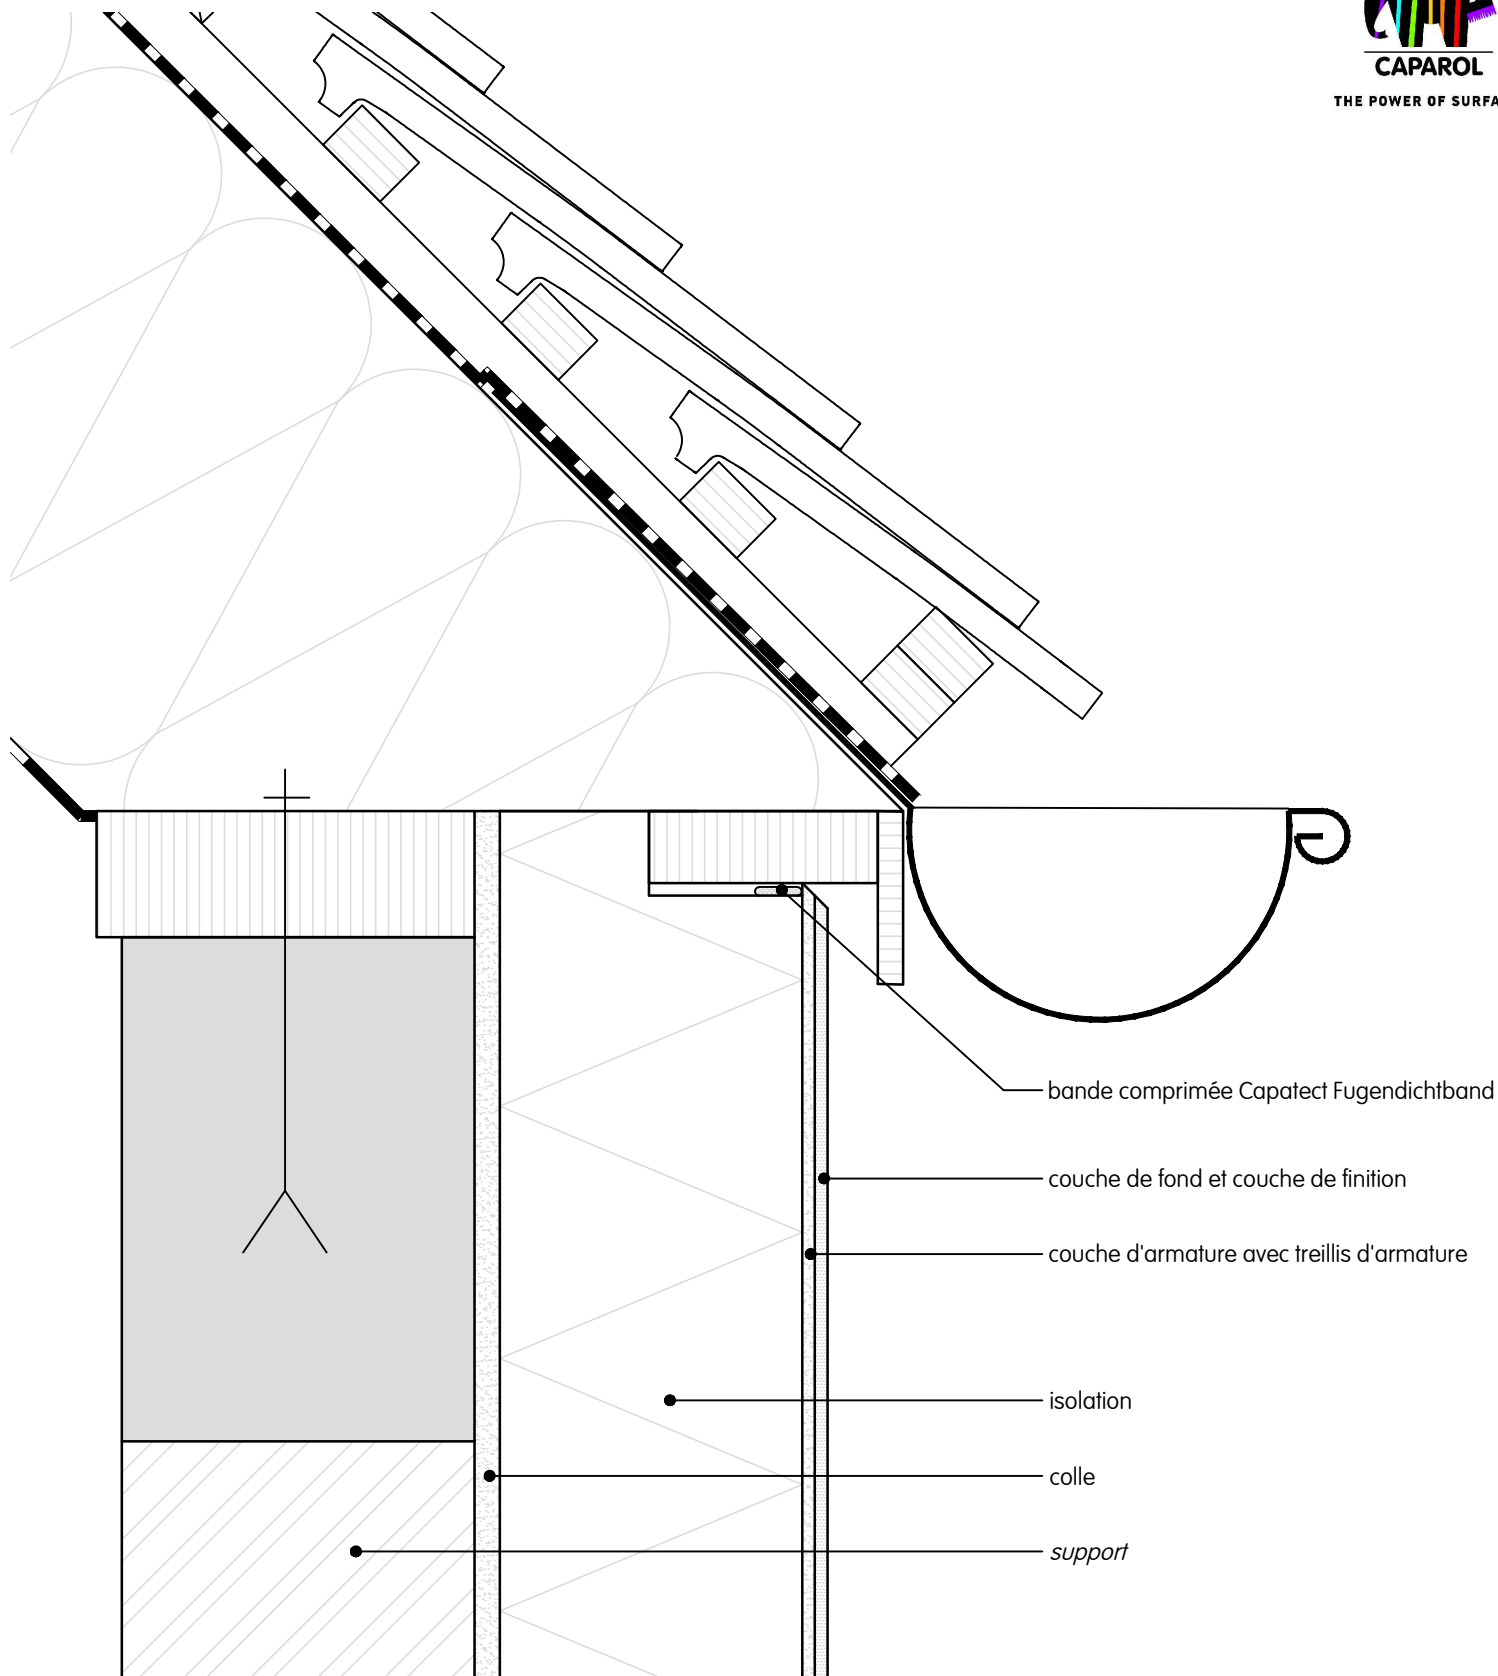 CAPAROL
THE POWER OF SURFA
bande comprimée Capatect Fugendichtband
couche de fond et couche de finition
couche d'armature avec treillis d'armature
isolation
colle
support